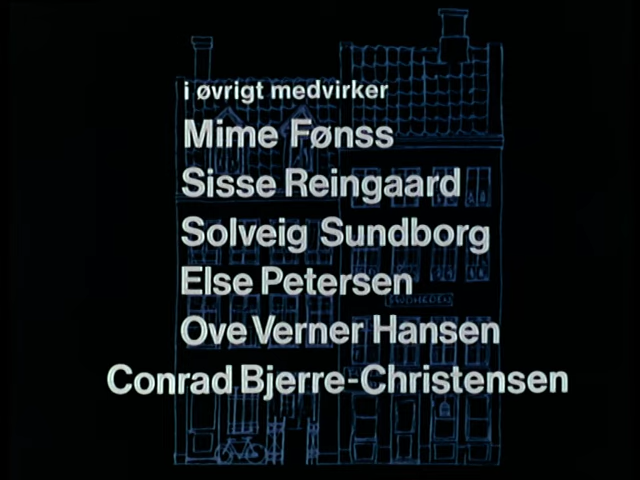 i øvrigt medvirker
Mime Fønss
Sisse Reingaard
Solveig Sundborg
Else Petersen
Ove Verner Hansen
Conrad Bjerre-Christensen